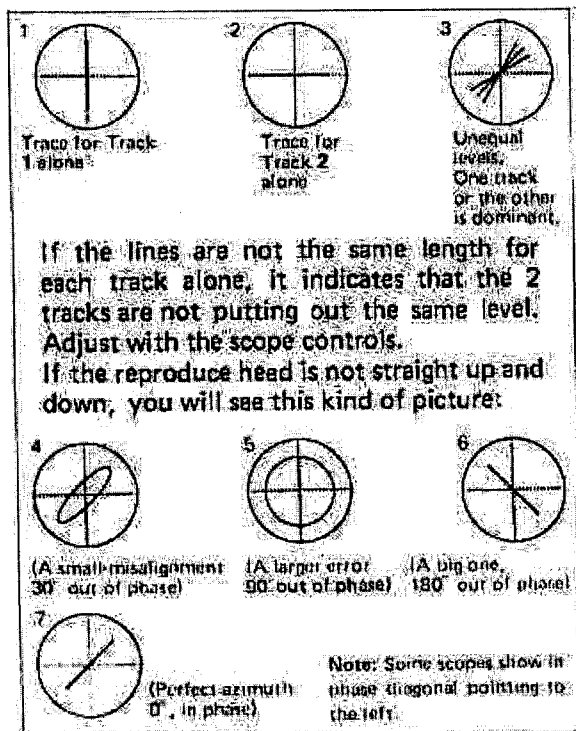 1
2
3
Trace for Track
1 alone
Trace for
Track 2
alone
Unequal
levels.
One track
or the other
is dominant.
If the lines are not the same length for
each track alone, it indicates that the 2
tracks are not putting out the same level.
Adjust with the scope controls.
If the reproduce head is not straight up and
down, you will see this kind of picture:
4
5
6
(A small misalignment
30° out of phase)
(A larger error
90° out of phase)
(A big one,
180° out of phase)
7
(Perfect azimuth
0°, in phase)
Note: Some scopes show in
phase diagonal pointing to
the left.